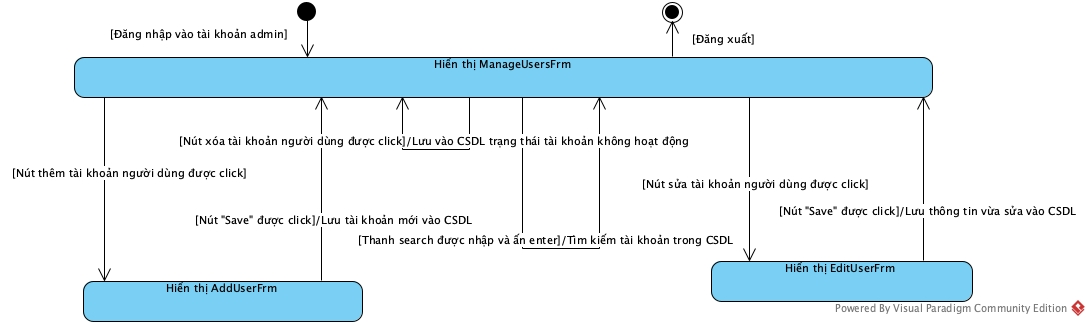 [Đăng nhập vào tài khoản admin]
[Đăng xuất]
Hiển thị ManageUsersFrm
[Nút xóa tài khoản người dùng được click]/Lưu vào CSDL trạng thái tài khoản không hoạt động
[Nút thêm tài khoản người dùng được click]
[Nút sửa tài khoản người dùng được click]
[Nút "Save" được click]/Lưu thông tin vừa sửa vào CSDL
[Nút "Save" được click]/Lưu tài khoản mới vào CSDL
[Thanh search được nhập và ấn enter]/Tìm kiếm tài khoản trong CSDL
Hiển thị EditUserFrm
Hiển thị AddUserFrm
Powered By Visual Paradigm Community Edition